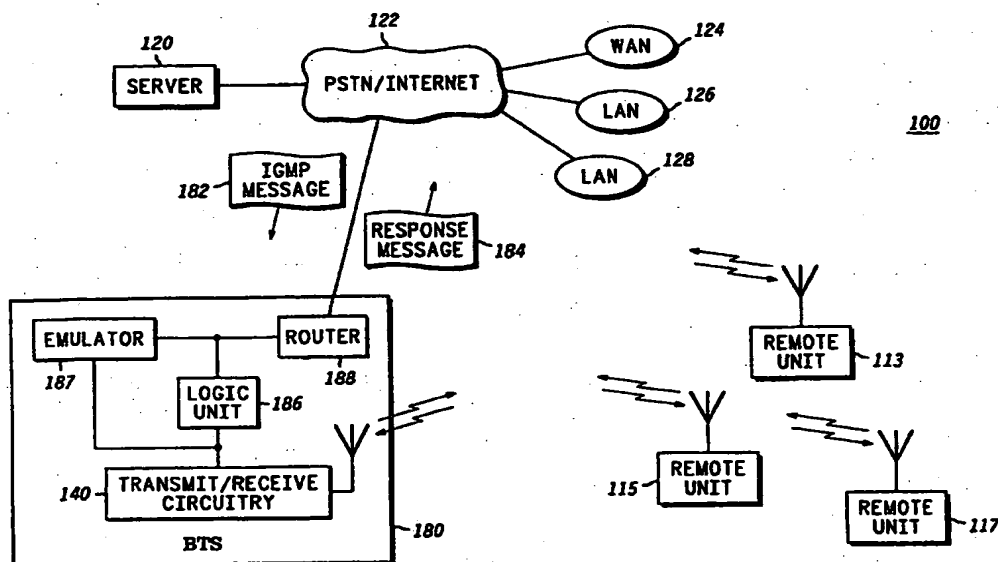 122
120
SERVER
PSTN/INTERNET
WAN
124
LAN
126
100
LAN
128
182
IGMP
MESSAGE
RESPONSE
MESSAGE
184
EMULATOR
187
ROUTER
188
LOGIC
UNIT
186
140
TRANSMIT/RECEIVE
CIRCUITRY
BTS
180
REMOTE
UNIT
113
115
REMOTE
UNIT
REMOTE
UNIT
117